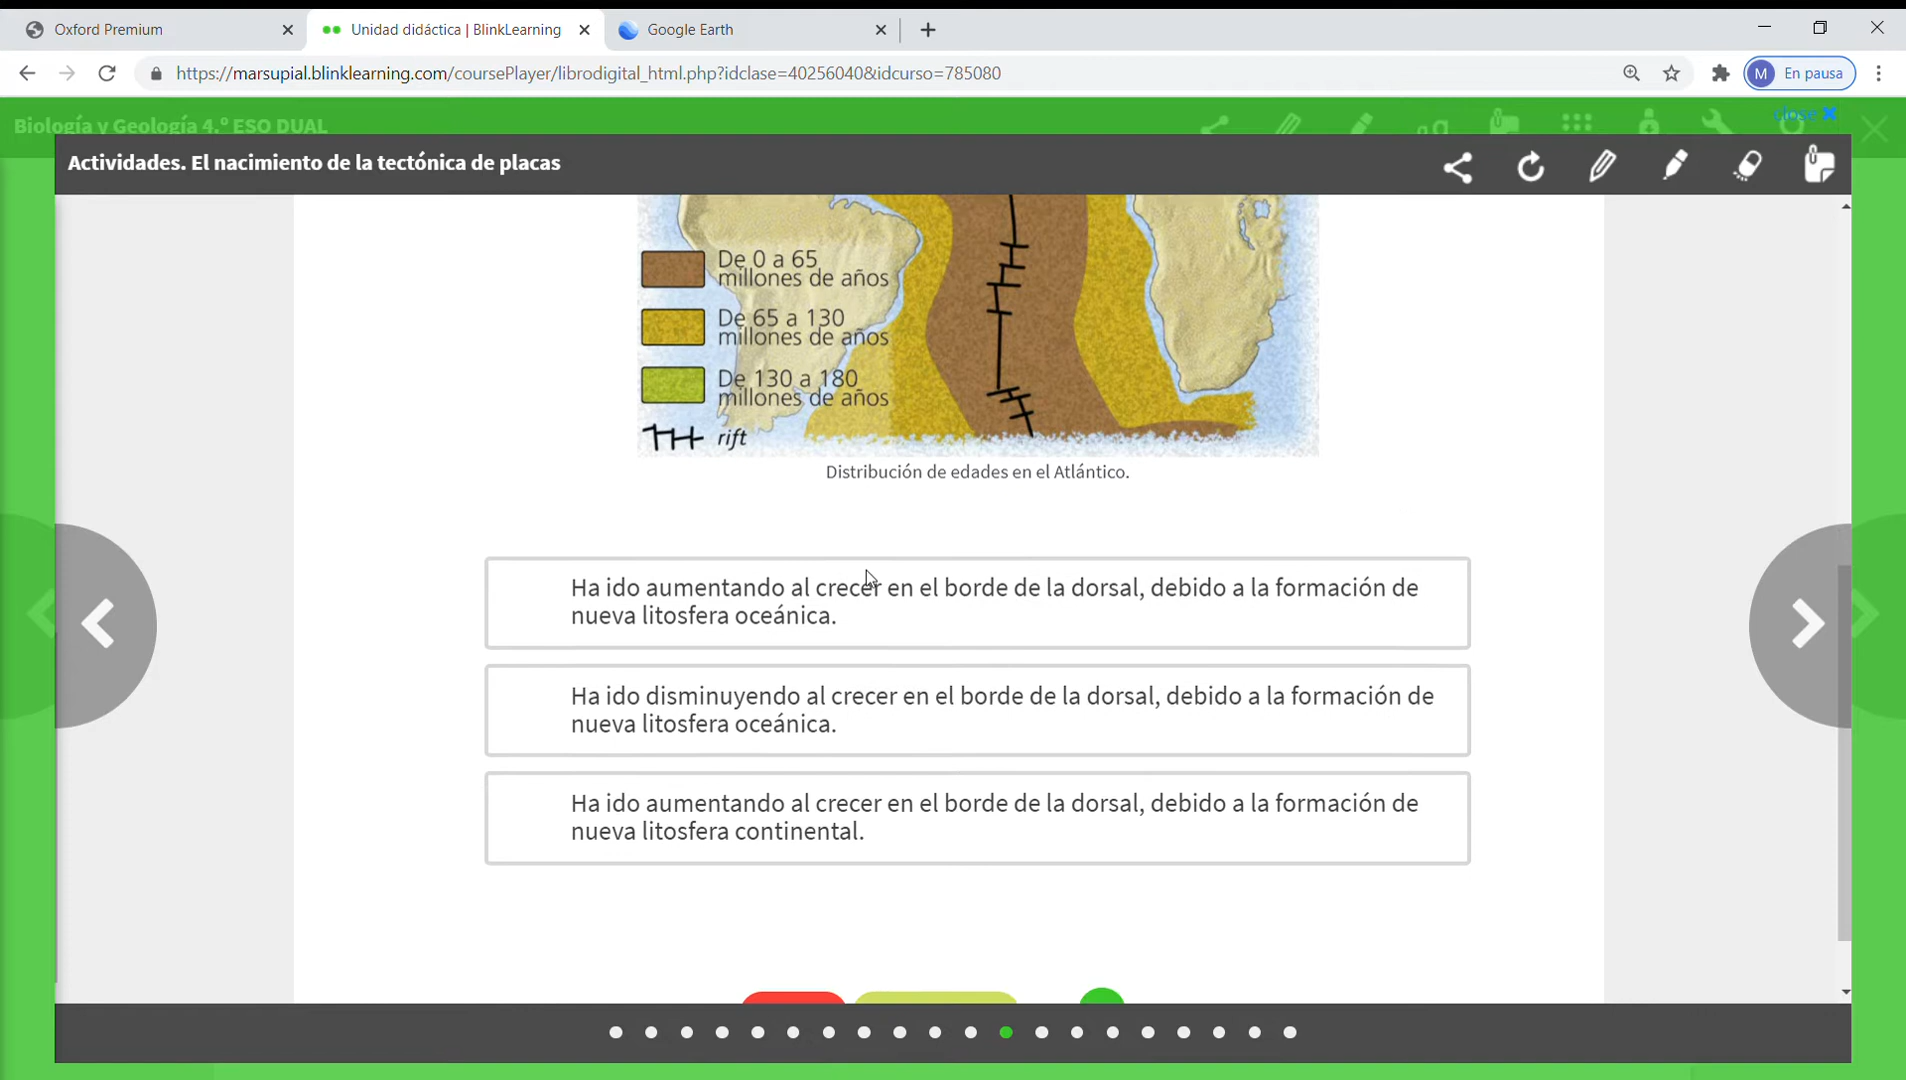 Oxford Premium
Unidad didáctica | BlinkLearning
Google Earth
https://marsupial.blinklearning.com/coursePlayer/librodigital_html.php?idclase=40256040&idcurso=785080
M En pausa
close
Biología y Geología 4.º ESO DUAL
Actividades. El nacimiento de la tectónica de placas
De 0 a 65
millones de años
De 65 a 130
millones de años
De 130 a 180
millones de años
rift
Distribución de edades en el Atlántico.
Ha ido aumentando al crecer en el borde de la dorsal, debido a la formación de
nueva litosfera oceánica.
Ha ido disminuyendo al crecer en el borde de la dorsal, debido a la formación de
nueva litosfera oceánica.
Ha ido aumentando al crecer en el borde de la dorsal, debido a la formación de
nueva litosfera continental.